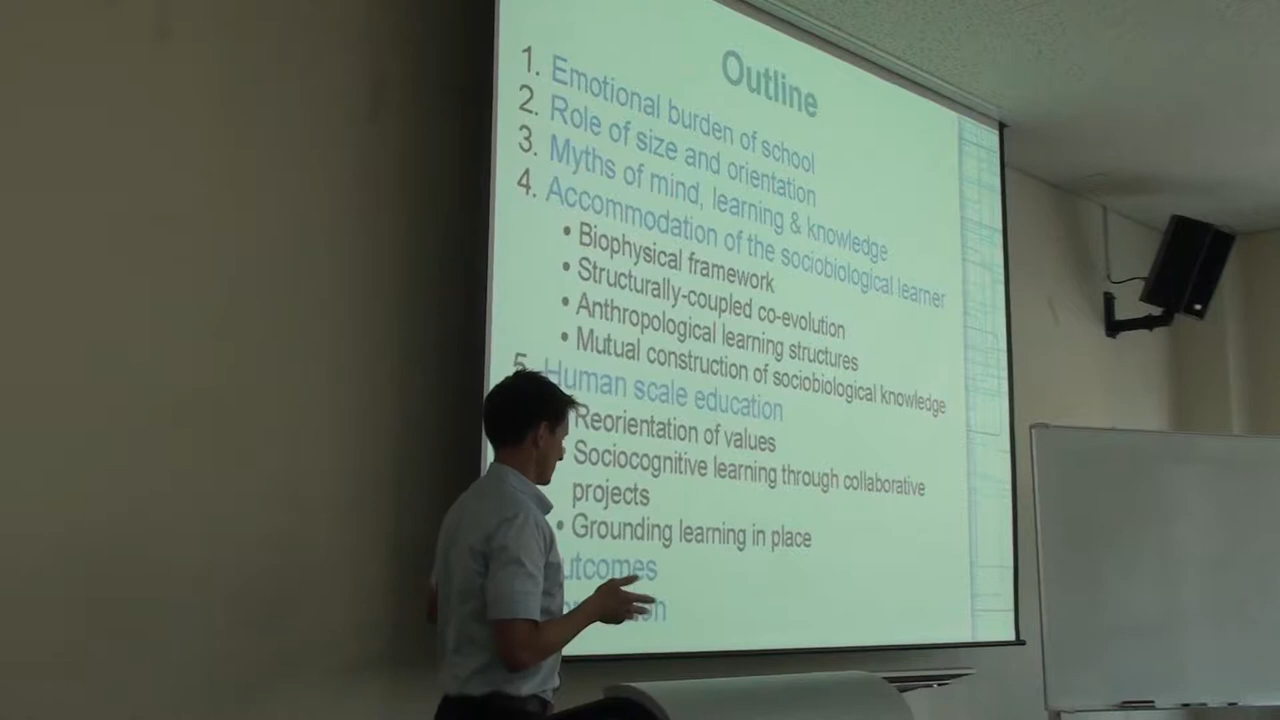 Outline
1. Emotional burden of school
2. Role of size and orientation
3. Myths of mind, learning & knowledge
4. Accommodation of the sociobiological learner
• Biophysical framework
• Structurally-coupled co-evolution
• Anthropological learning structures
• Mutual construction of sociobiological knowledge
5. Human scale education
Reorientation of values
Sociocognitive learning through collaborative
projects
• Grounding learning in place
utcomes